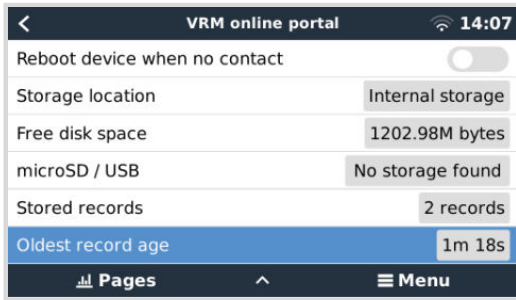 VRM online portal 14:07
Reboot device when no contact
Storage location Internal storage
Free disk space 1202.98M bytes
microSD / USB No storage found
Stored records 2 records
Oldest record age 1m 18s
Pages Menu